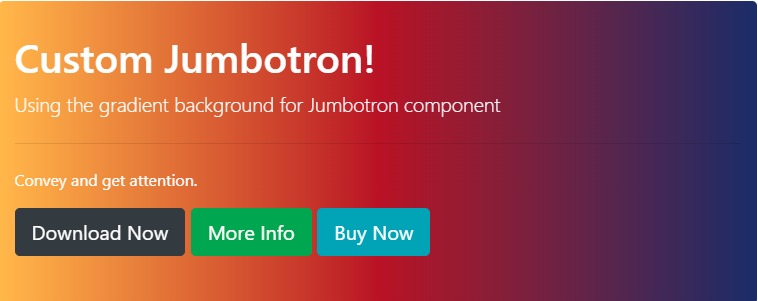 Custom Jumbotron!
Using the gradient background for Jumbotron component
Convey and get attention.
Download Now More Info Buy Now